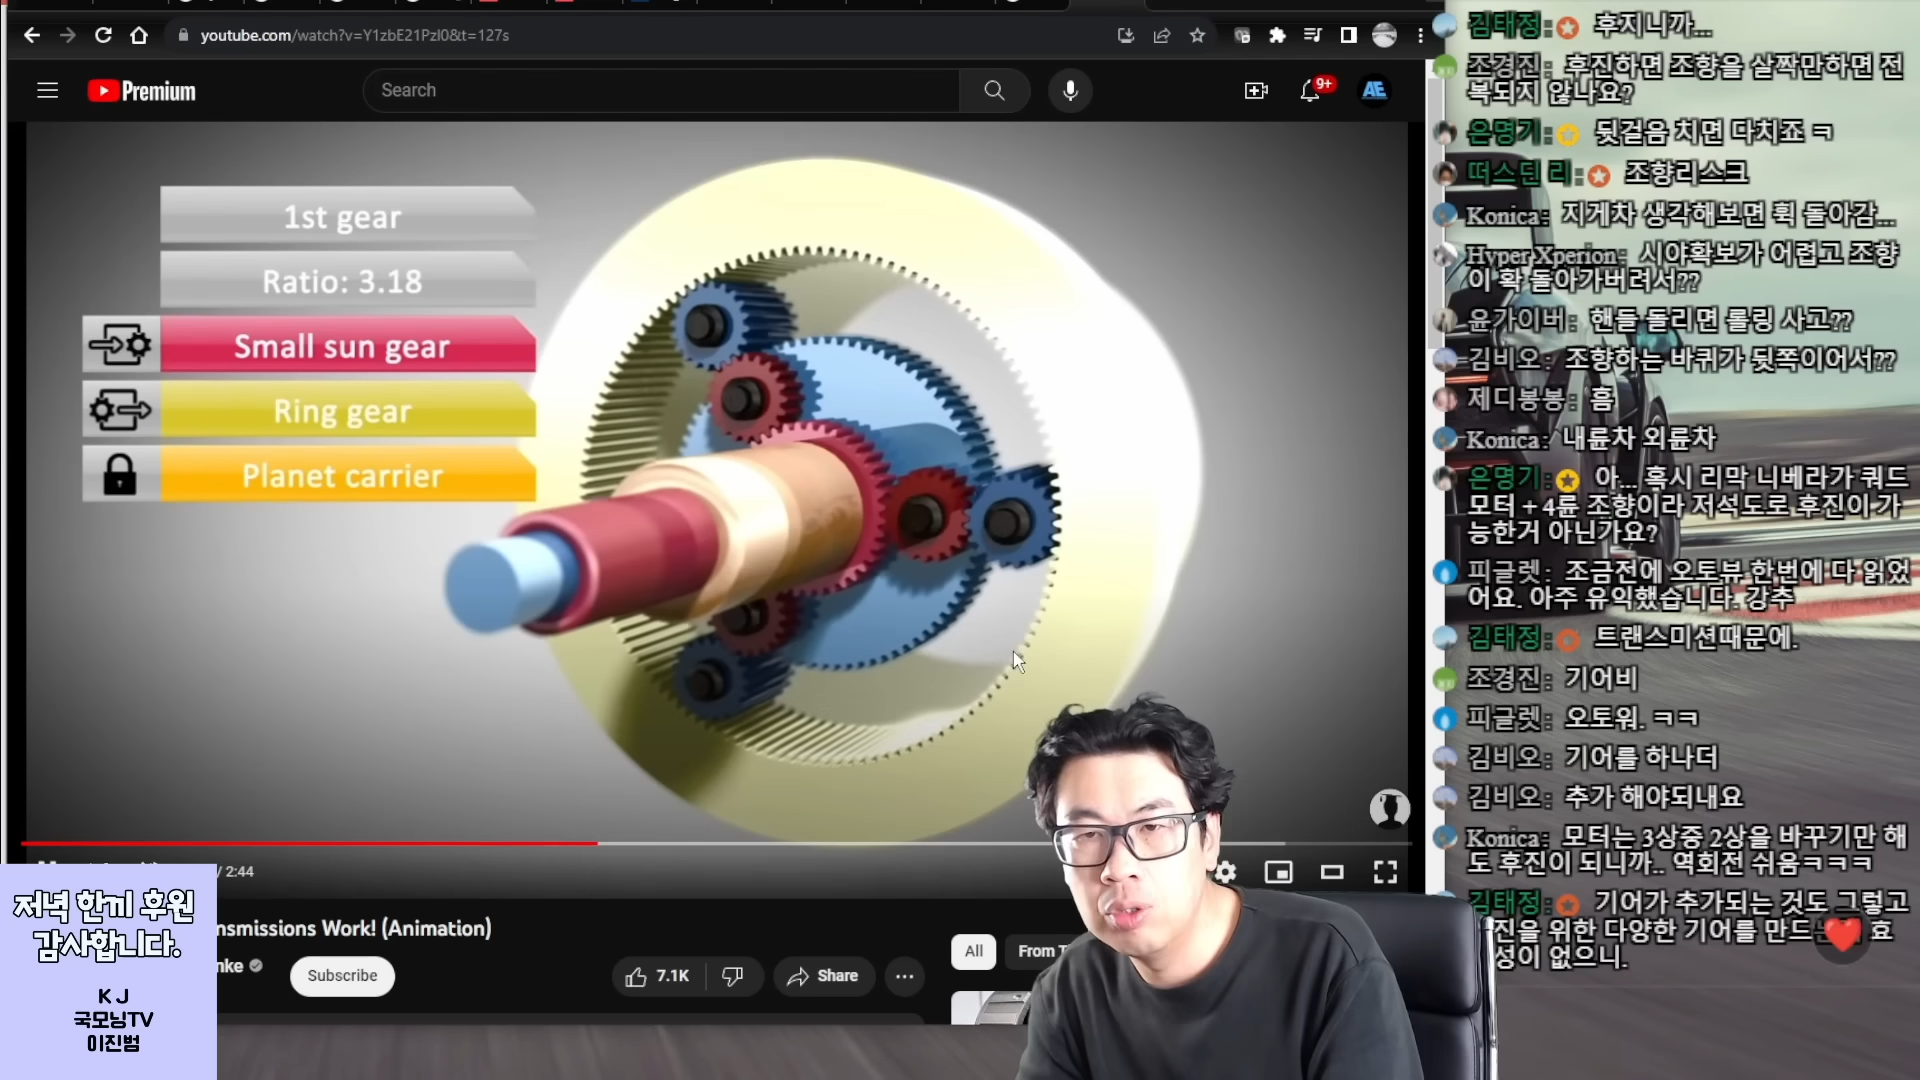 youtube.com/watch?v=Y1zbE21PzI0&t=127s
Premium
Search
9+
AE
1st gear
Ratio: 3.18
Small sun gear
Ring gear
Planet carrier
/ 2:44
nsmissions Work! (Animation)
nke
Subscribe
7.1K
Share
All
From T
저녁 한끼 후원
감사합니다.
K J
국모닝TV
이진범
김태정: 후지니까...
조경진: 후진하면 조향을 살짝만하면 전
복되지 않나요?
은명기: 뒷걸음 치면 다치죠 ㅋ
떠스딘 리: 조향리스크
Konica: 지게차 생각해보면 휙 돌아감...
Hyper Xperion: 시야확보가 어렵고 조향
이 확 돌아가버려서??
윤가이버: 핸들 돌리면 롤링 사고??
김비오: 조향하는 바퀴가 뒷쪽이어서??
제디봉봉: 흠
Konica: 내륜차 외륜차
은명기: 아... 혹시 리막 니베라가 쿼드
모터 + 4륜 조향이라 저석도로 후진이 가
능한거 아닌가요?
피글렛: 조금전에 오토뷰 한번에 다 읽었
어요. 아주 유익했습니다. 강추
김태정: 트랜스미션때문에.
조경진: 기어비
피글렛: 오토워. ㅋㅋ
김비오: 기어를 하나더
김비오: 추가 해야되내요
Konica: 모터는 3상중 2상을 바꾸기만 해
도 후진이 되니까.. 역회전 쉬움ㅋㅋㅋ
김태정: 기어가 추가되는 것도 그렇고
진을 위한 다양한 기어를 만드 효
성이 없으니.